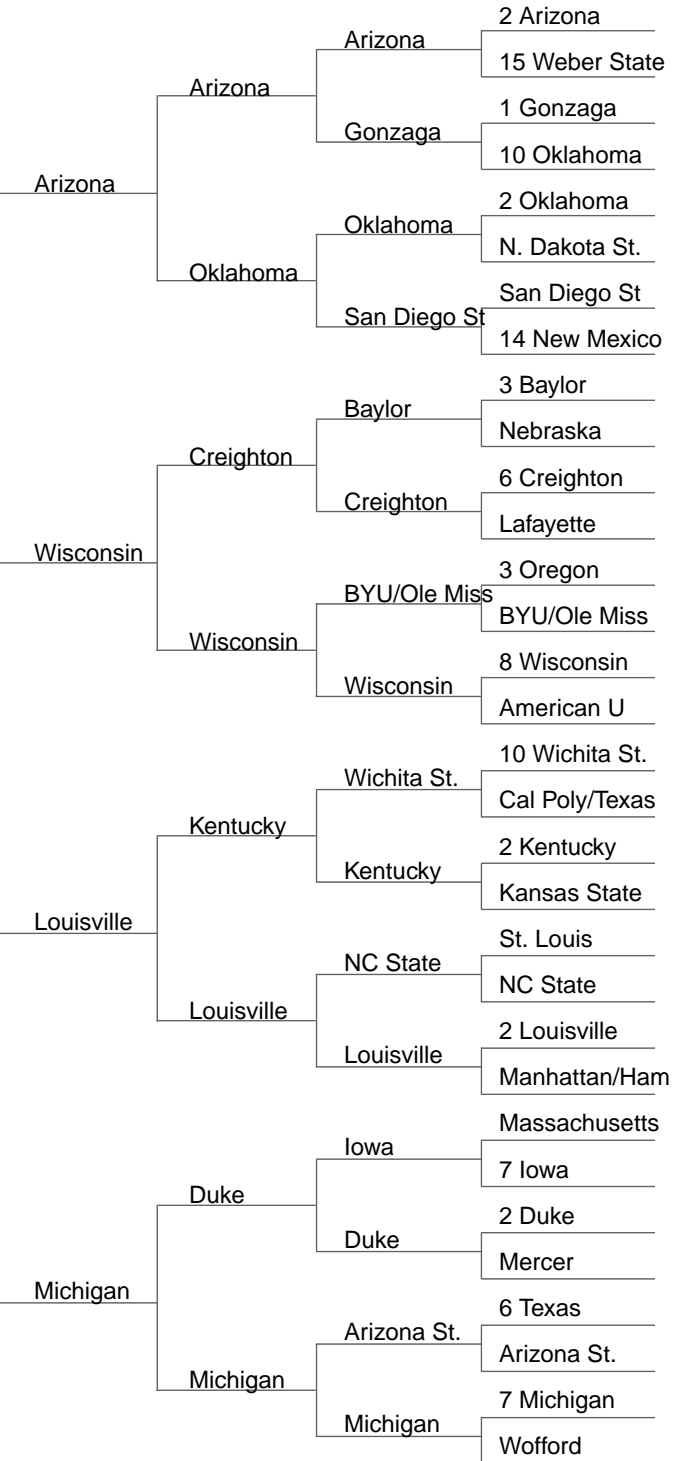 2 Arizona
Arizona
15 Weber State
Arizona
1 Gonzaga
Gonzaga
10 Oklahoma
Arizona
2 Oklahoma
Oklahoma
N. Dakota St.
Oklahoma
San Diego St
San Diego St
14 New Mexico
3 Baylor
Baylor
Nebraska
Creighton
6 Creighton
Creighton
Lafayette
Wisconsin
3 Oregon
BYU/Ole Miss
BYU/Ole Miss
Wisconsin
8 Wisconsin
Wisconsin
American U
10 Wichita St.
Wichita St.
Cal Poly/Texas
Kentucky
2 Kentucky
Kentucky
Kansas State
Louisville
St. Louis
NC State
NC State
Louisville
2 Louisville
Louisville
Manhattan/Ham
Massachusetts
Iowa
7 Iowa
Duke
2 Duke
Duke
Mercer
Michigan
6 Texas
Arizona St.
Arizona St.
Michigan
7 Michigan
Michigan
Wofford